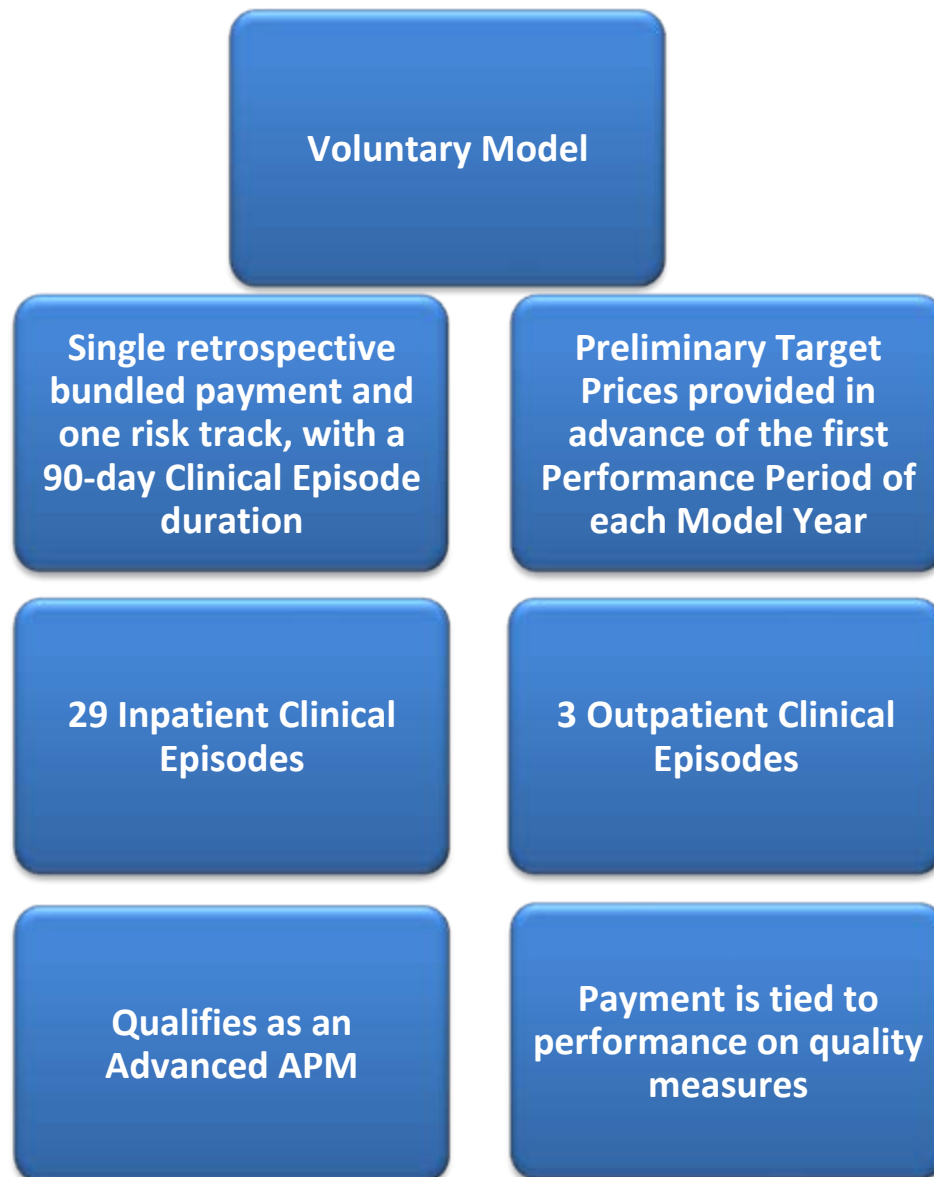 Voluntary Model
Single retrospective
bundled payment and
one risk track, with a
90-day Clinical Episode
duration
Preliminary Target
Prices provided in
advance of the first
Performance Period of
each Model Year
29 Inpatient Clinical
Episodes
3 Outpatient Clinical
Episodes
Qualifies as an
Advanced APM
Payment is tied to
performance on quality
measures